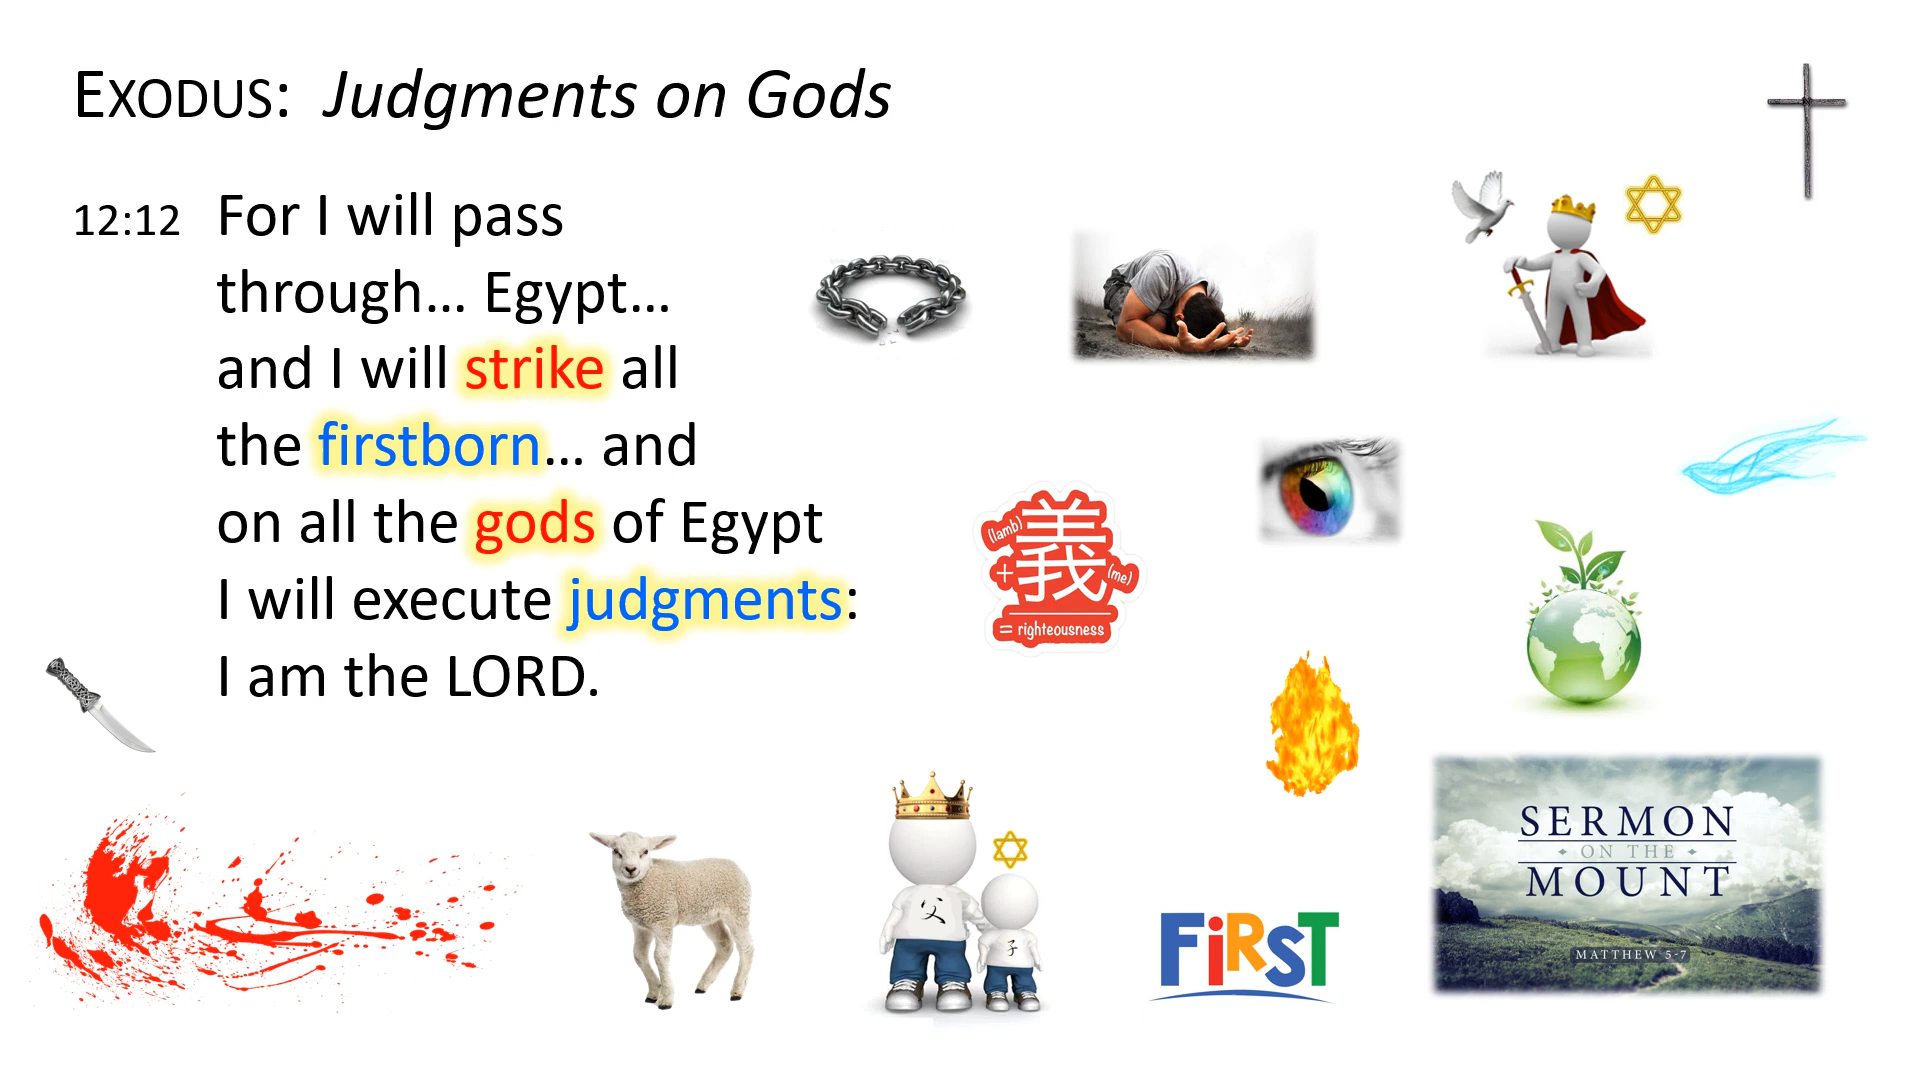 EXODUS: Judgments on Gods
12:12 For I will pass
through... Egypt...
and I will strike all
the firstborn... and
on all the gods of Egypt
I will execute judgments:
I am the LORD.
(lamb)
義
+
(me)
= righteousness
父
子
FiRST
SERMON
ON THE
MOUNT
MATTHEW 5-7